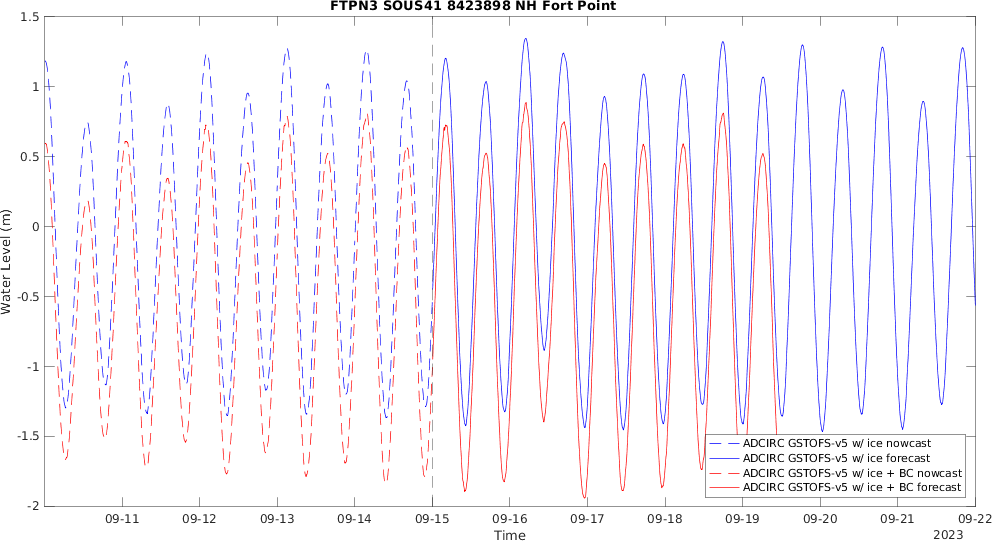 FTPN3 SOUS41 8423898 NH Fort Point
1.5
1
0.5
0
-0.5
-1
-1.5
-2
Water Level (m)
ADCIRC GSTOFS-v5 w/ ice nowcast
ADCIRC GSTOFS-v5 w/ ice forecast
ADCIRC GSTOFS-v5 w/ ice + BC nowcast
ADCIRC GSTOFS-v5 w/ ice + BC forecast
09-11 09-12 09-13 09-14 09-15 09-16 09-17 09-18 09-19 09-20 09-21 09-22
Time
2023